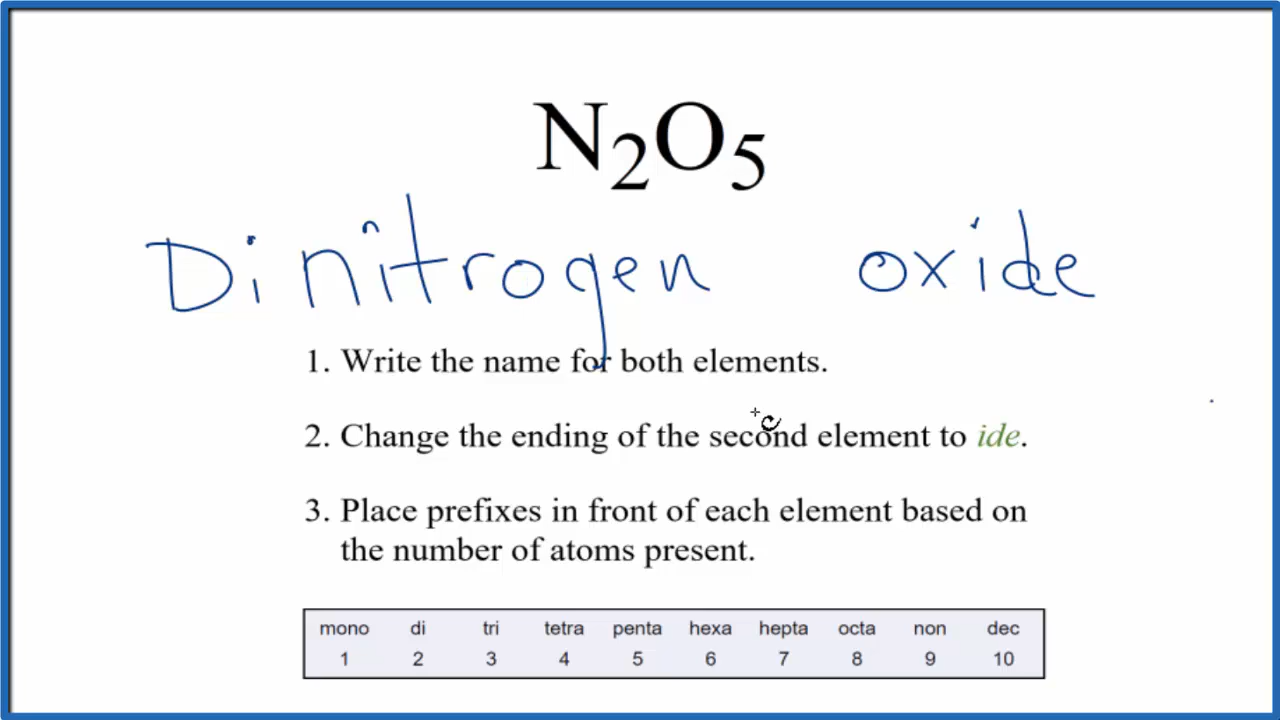 N₂O₅
Dinitrogen oxide
1. Write the name for both elements.
2. Change the ending of the second element to ide.
3. Place prefixes in front of each element based on
the number of atoms present.
mono di tri tetra penta hexa hepta octa non dec
1 2 3 4 5 6 7 8 9 10